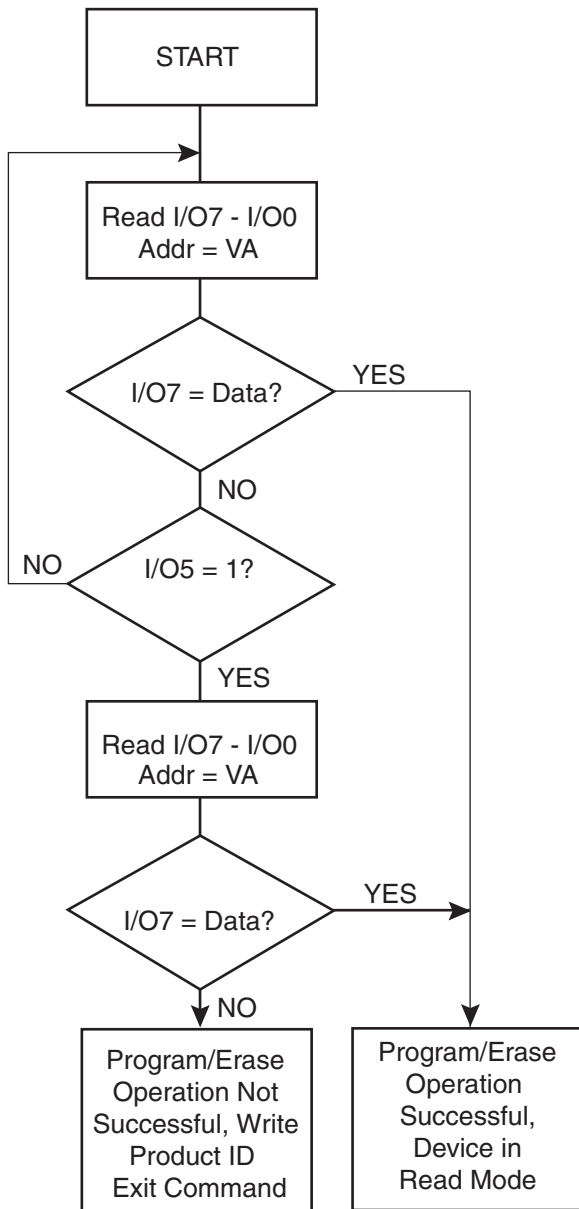 START
Read I/O7 - I/O0
Addr = VA
I/O7 = Data?
YES
NO
I/O5 = 1?
NO
YES
Read I/O7 - I/O0
Addr = VA
I/O7 = Data?
YES
NO
Program/Erase
Operation Not
Successful, Write
Product ID
Exit Command
Program/Erase
Operation
Successful,
Device in
Read Mode